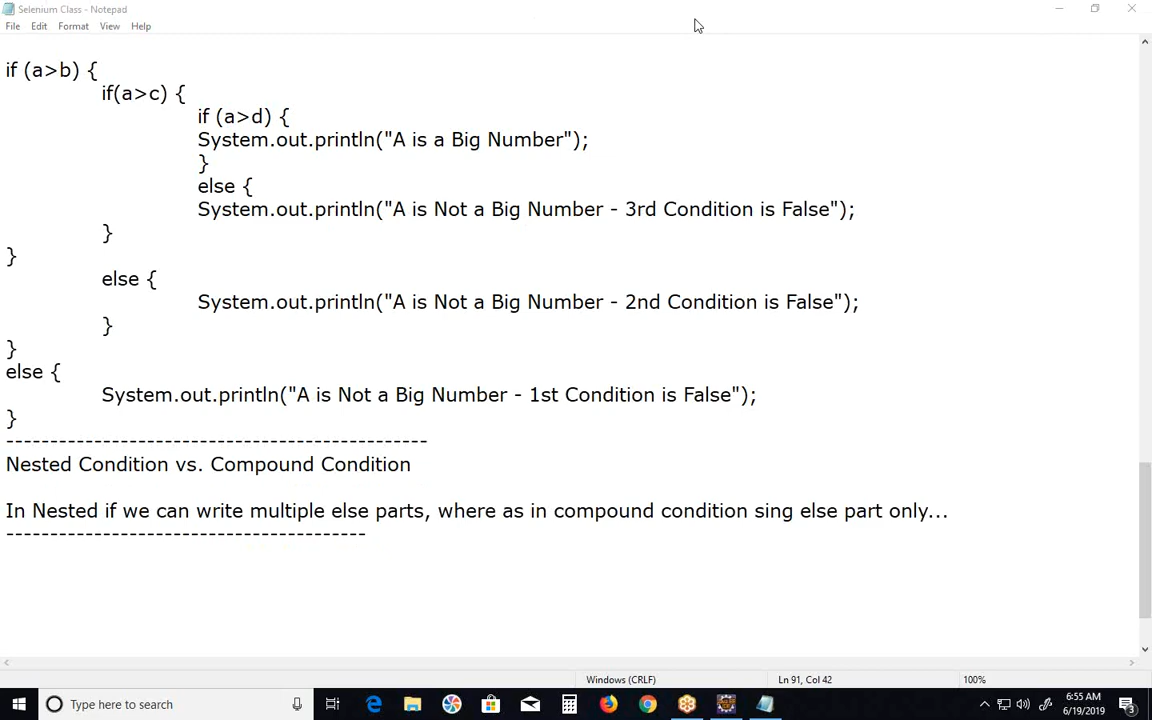 Selenium Class - Notepad
File Edit Format View Help
if (a>b) {
if(a>c) {
if (a>d) {
System.out.println("A is a Big Number");
}
else {
System.out.println("A is Not a Big Number - 3rd Condition is False");
}
}
else {
System.out.println("A is Not a Big Number - 2nd Condition is False");
}
}
else {
System.out.println("A is Not a Big Number - 1st Condition is False");
}
------------------------------------------------
Nested Condition vs. Compound Condition
In Nested if we can write multiple else parts, where as in compound condition sing else part only...
-----------------------------------------
Windows (CRLF) Ln 91, Col 42 100%
Type here to search
6:55 AM
6/19/2019
3